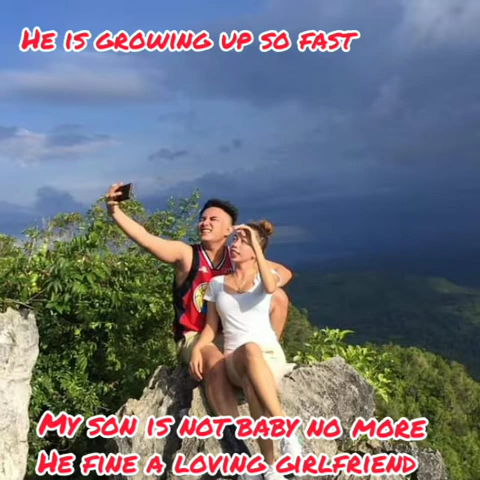 He is growing up so fast
My son is not baby no more
He fine a loving girlfriend